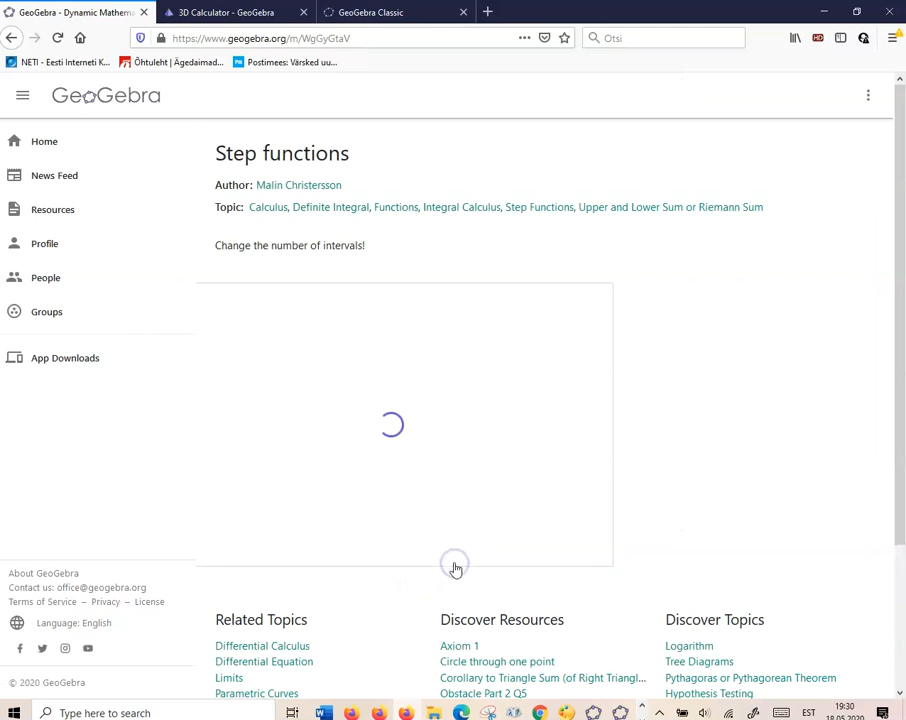 GeoGebra - Dynamic Mathema
3D Calculator - GeoGebra
GeoGebra Classic
https://www.geogebra.org/m/WgGyGtaV
Otsi
NETI - Eesti Interneti K...
Õhtuleht | Ägedaimad...
Postimees: Värsked uu...
GeoGebra
Home
News Feed
Resources
Profile
People
Groups
App Downloads
Step functions
Author: Malin Christersson
Topic: Calculus, Definite Integral, Functions, Integral Calculus, Step Functions, Upper and Lower Sum or Riemann Sum
Change the number of intervals!
About GeoGebra
Contact us: office@geogebra.org
Terms of Service – Privacy – License
Language: English
© 2020 GeoGebra
Related Topics
Differential Calculus
Differential Equation
Limits
Parametric Curves
Discover Resources
Axiom 1
Circle through one point
Corollary to Triangle Sum (of Right Triangl...
Obstacle Part 2 Q5
Discover Topics
Logarithm
Tree Diagrams
Pythagoras or Pythagorean Theorem
Hypothesis Testing
Type here to search
EST
19:30
18.05.2020